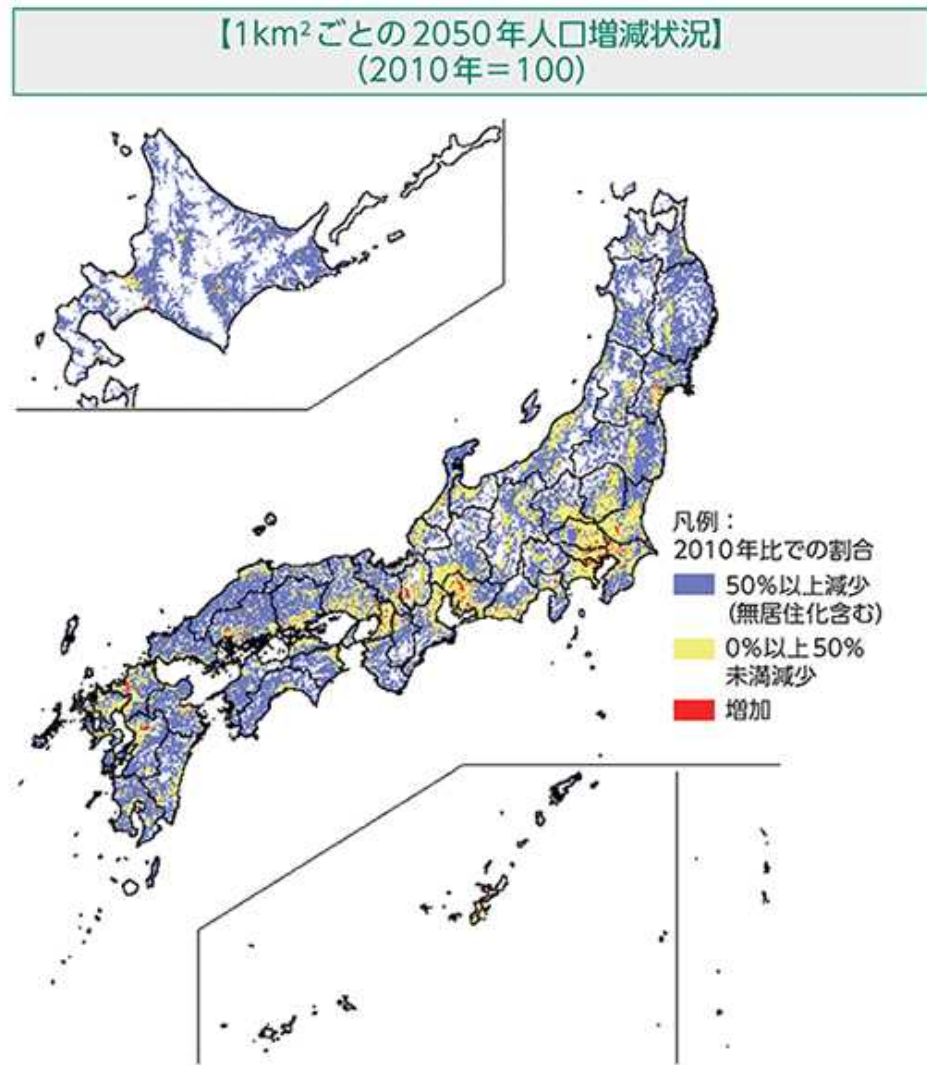 【1km²ごとの2050年人口増減状況】
(2010年＝100)
凡例：
2010年比での割合
50%以上減少
(無居住化含む)
0%以上50%
未満減少
増加